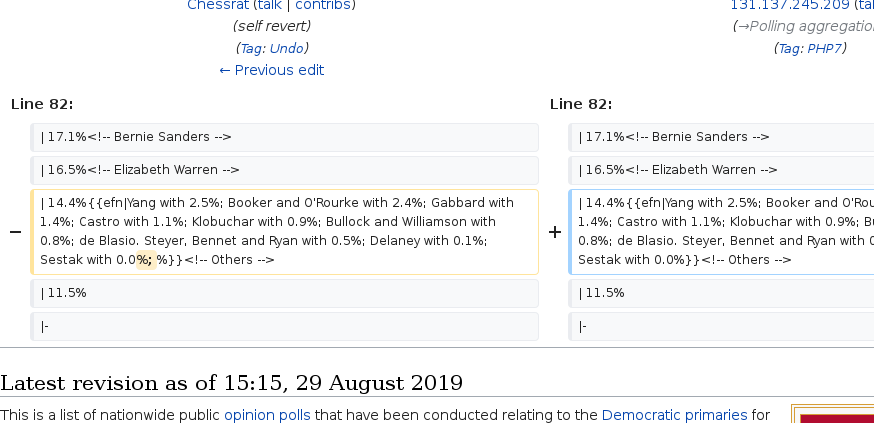 Chessrat (talk | contribs)
(self revert)
(Tag: Undo)
← Previous edit
131.137.245.209 (tal
(→Polling aggregation
(Tag: PHP7)
Line 82:
| 17.1%<!-- Bernie Sanders -->
| 16.5%<!-- Elizabeth Warren -->
− | 14.4%{{efn|Yang with 2.5%; Booker and O'Rourke with 2.4%; Gabbard with
1.4%; Castro with 1.1%; Klobuchar with 0.9%; Bullock and Williamson with
0.8%; de Blasio. Steyer, Bennet and Ryan with 0.5%; Delaney with 0.1%;
Sestak with 0.0%; %}}<!-- Others -->
| 11.5%
|-
Line 82:
| 17.1%<!-- Bernie Sanders -->
| 16.5%<!-- Elizabeth Warren -->
+ | 14.4%{{efn|Yang with 2.5%; Booker and O'Rou
1.4%; Castro with 1.1%; Klobuchar with 0.9%; Bu
0.8%; de Blasio. Steyer, Bennet and Ryan with 0
Sestak with 0.0%}}<!-- Others -->
| 11.5%
|-
Latest revision as of 15:15, 29 August 2019
This is a list of nationwide public opinion polls that have been conducted relating to the Democratic primaries for